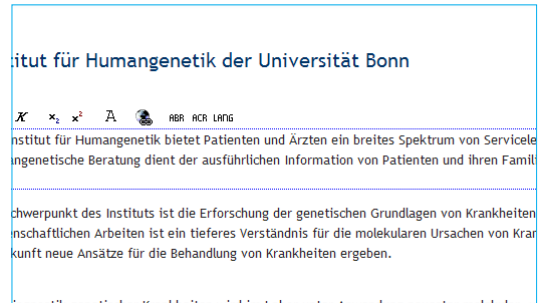 itut für Humangenetik der Universität Bonn
K x₂ x² A ABR ACR LANG
nstitut für Humangenetik bietet Patienten und Ärzten ein breites Spektrum von Servicele
ngenetische Beratung dient der ausführlichen Information von Patienten und ihren Famil
chwerpunkt des Instituts ist die Erforschung der genetischen Grundlagen von Krankheiten
nschaftlichen Arbeiten ist ein tieferes Verständnis für die molekularen Ursachen von Kran
kunft neue Ansätze für die Behandlung von Krankheiten ergeben.